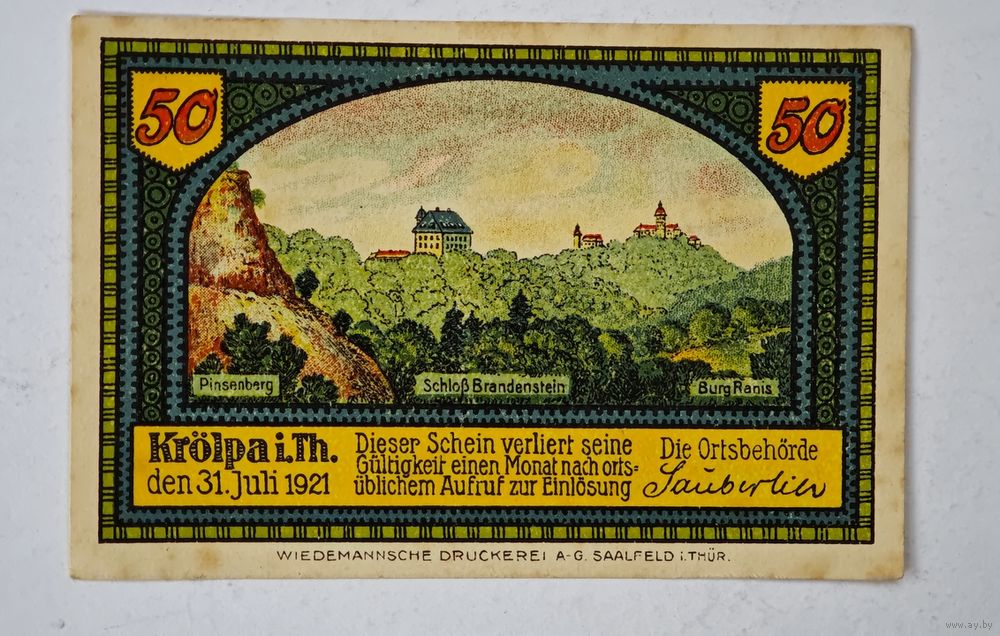 50
50
Pinsenberg
Schloß Brandenstein
Burg Ranis
Krölpa i.Th.
den 31. Juli 1921
Dieser Schein verliert seine
Gültigkeit einen Monat nach orts=
üblichem Aufruf zur Einlösung
Die Ortsbehörde
Sauberlich
WIEDEMANNSCHE DRUCKEREI A-G. SAALFELD i. THÜR.
www.ay.by